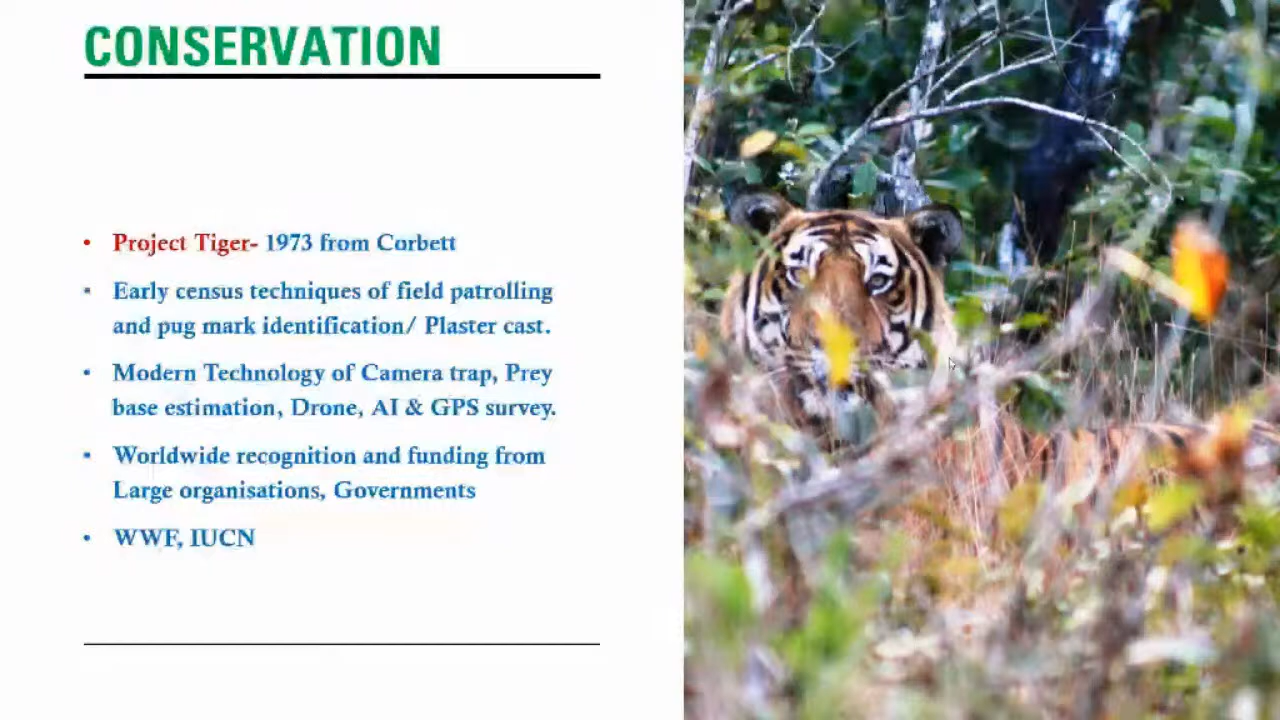 CONSERVATION
• Project Tiger- 1973 from Corbett
• Early census techniques of field patrolling
and pug mark identification/ Plaster cast.
• Modern Technology of Camera trap, Prey
base estimation, Drone, AI & GPS survey.
• Worldwide recognition and funding from
Large organisations, Governments
• WWF, IUCN